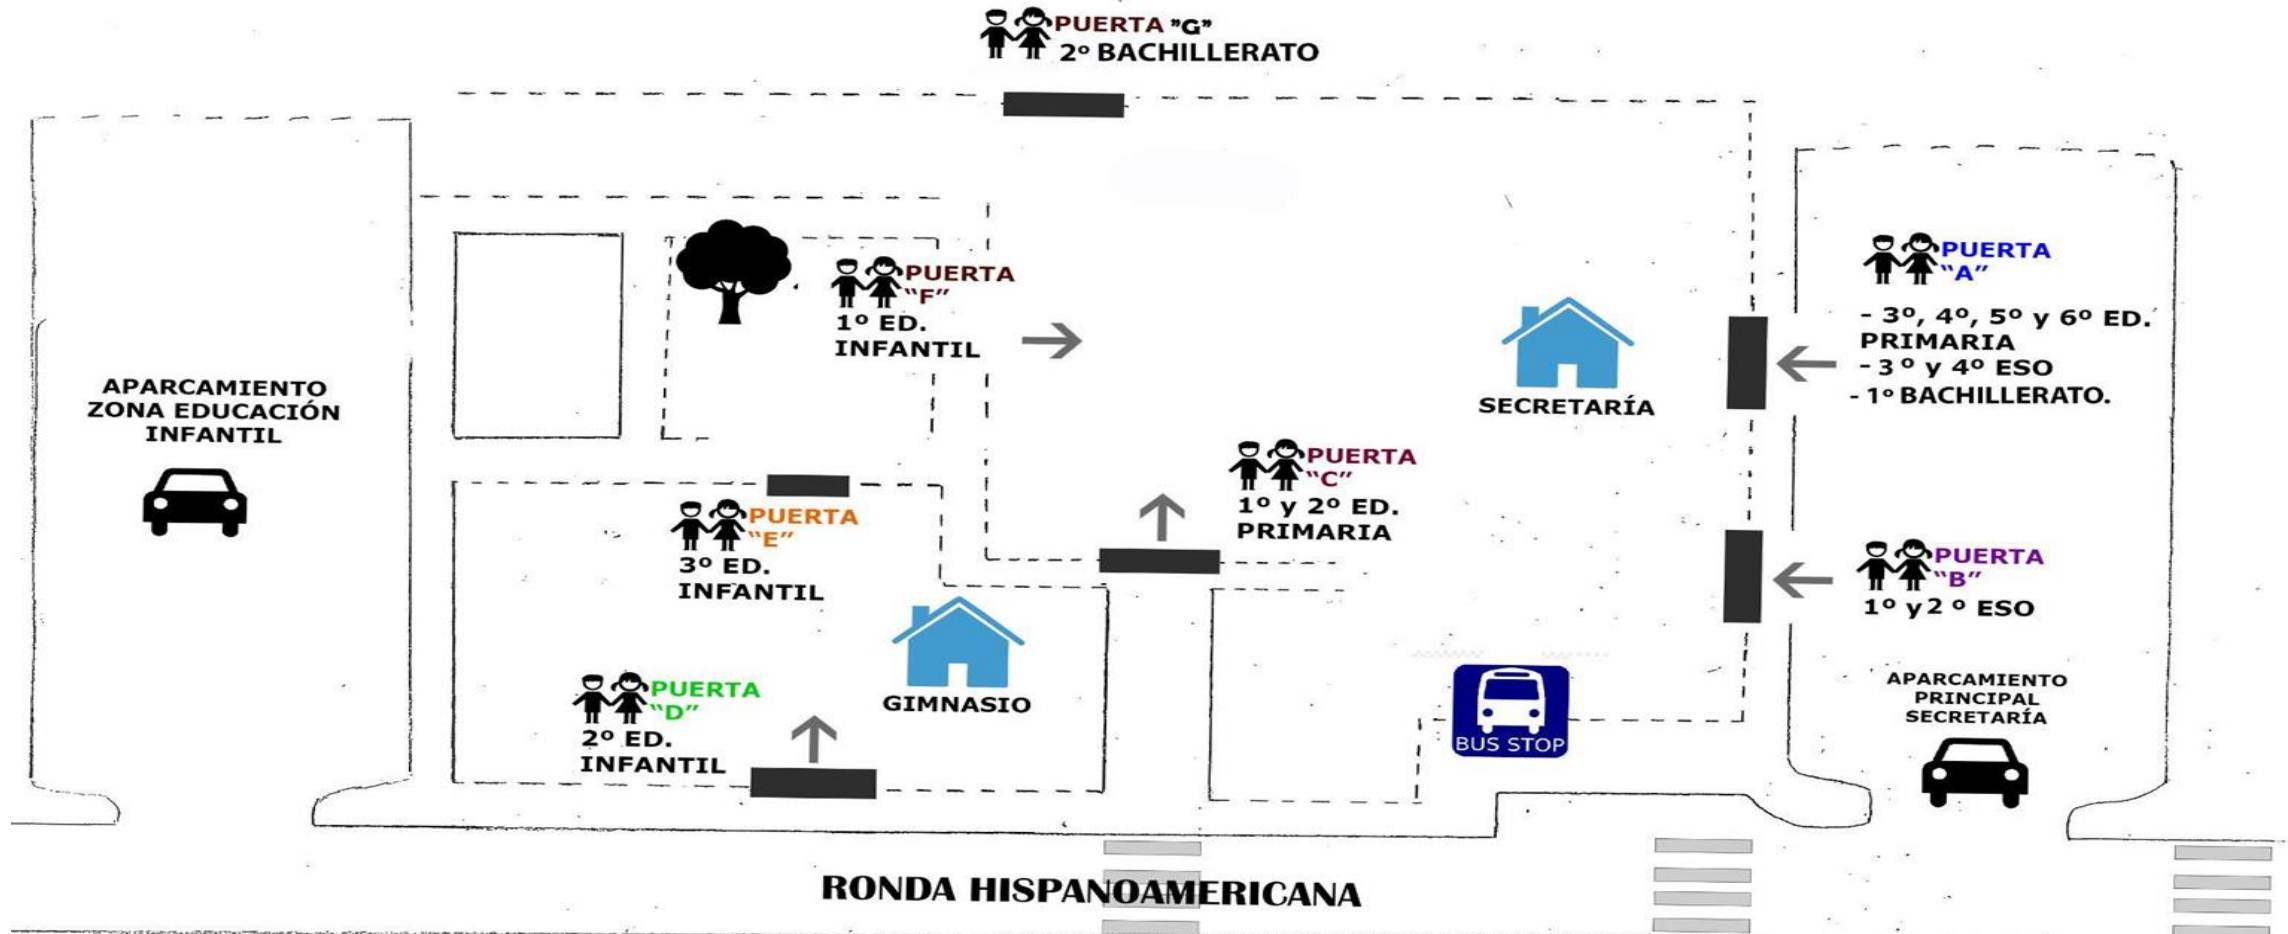 PUERTA "G"
2º BACHILLERATO
PUERTA
"A"
- 3º, 4º, 5º y 6º ED.
PRIMARIA
- 3º y 4º ESO
- 1º BACHILLERATO.
PUERTA
"F"
1º ED.
INFANTIL
SECRETARÍA
APARCAMIENTO
ZONA EDUCACIÓN
INFANTIL
PUERTA
"C"
1º y 2º ED.
PRIMARIA
PUERTA
"E"
3º ED.
INFANTIL
PUERTA
"B"
1º y 2º ESO
GIMNASIO
PUERTA
"D"
2º ED.
INFANTIL
BUS STOP
APARCAMIENTO
PRINCIPAL
SECRETARÍA
RONDA HISPANOAMERICANA